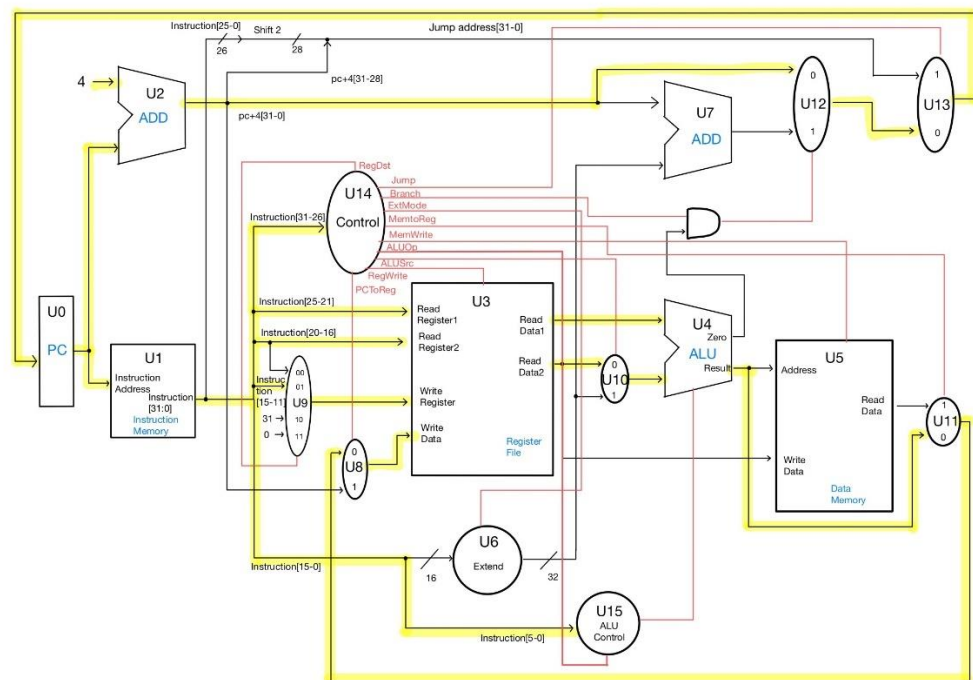 Instruction[25-0]
Shift 2
26
28
Jump address[31-0]
4
U2
ADD
pc+4[31-28]
pc+4[31-0]
U7
ADD
0
U12
1
1
U13
0
RegDst
U14
Control
Jump
Branch
ExtMode
MemtoReg
MemWrite
ALUOp
ALUSrc
RegWrite
PCToReg
Instruction[31-26]
U0
PC
U1
Instruction
Address
Instruction
[31:0]
Instruction
Memory
Instruction[25-21]
Instruction[20-16]
Instruc
tion
[15-11]
31
0
00
01
U9
10
11
0
U8
1
U3
Read
Register1
Read
Register2
Write
Register
Write
Data
Read
Data1
Read
Data2
Register
File
0
U10
1
U4
Zero
ALU
Result
U5
Address
Read
Data
Write
Data
Data
Memory
1
U11
0
Instruction[15-0]
16
U6
Extend
32
Instruction[5-0]
U15
ALU
Control